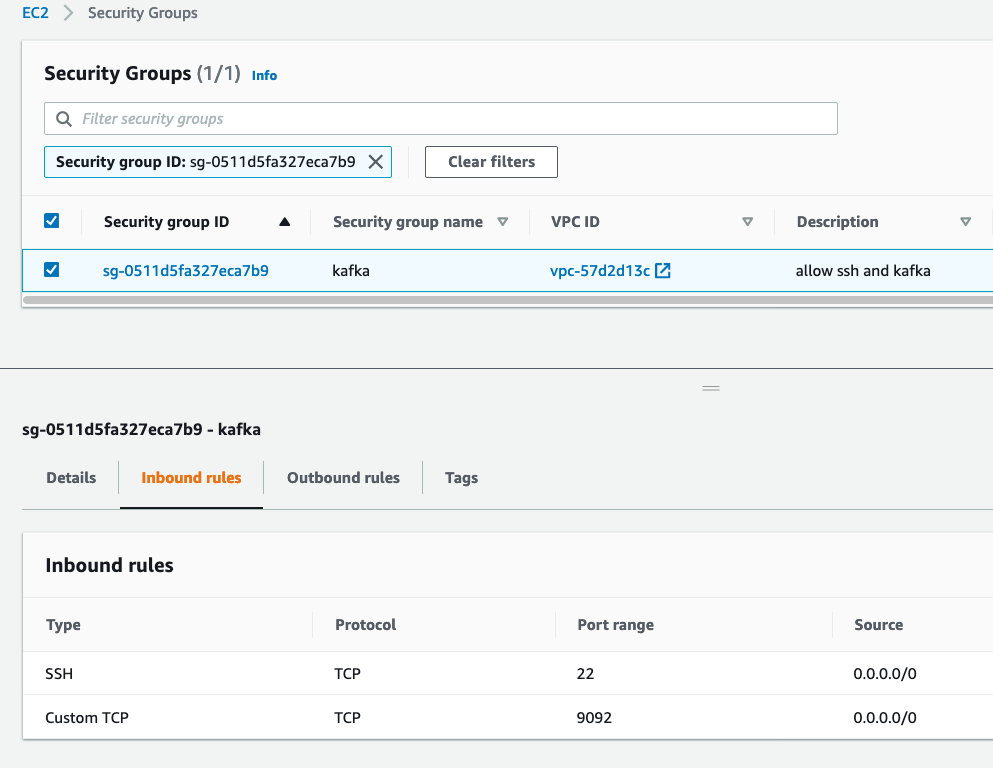 EC2 Security Groups
Security Groups (1/1) Info
Filter security groups
Security group ID: sg-0511d5fa327eca7b9 Clear filters
Security group ID Security group name VPC ID Description
sg-0511d5fa327eca7b9 kafka vpc-57d2d13c allow ssh and kafka
sg-0511d5fa327eca7b9 - kafka
Details Inbound rules Outbound rules Tags
Inbound rules
Type Protocol Port range Source
SSH TCP 22 0.0.0.0/0
Custom TCP TCP 9092 0.0.0.0/0